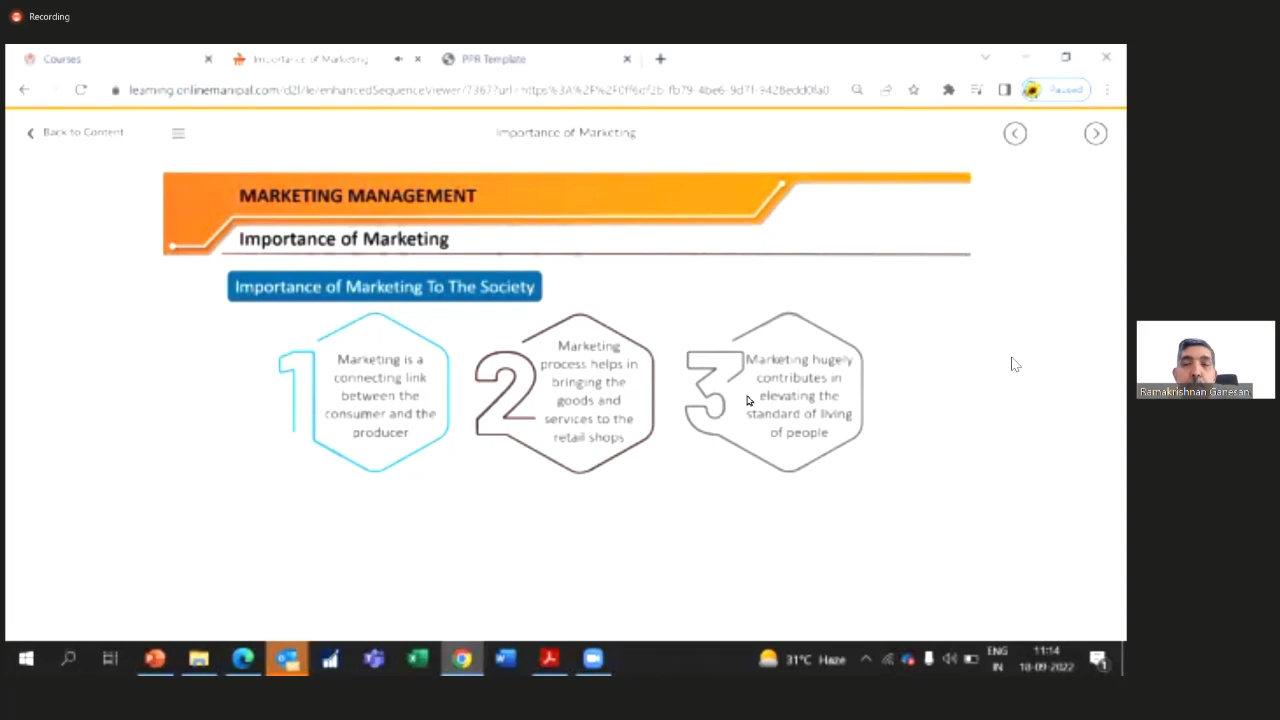 Recording
Courses
Importance of Marketing
PPR Template
Paused
Back to Content
Importance of Marketing
MARKETING MANAGEMENT
Importance of Marketing
Importance of Marketing To The Society
1
Marketing is a
connecting link
between the
consumer and the
producer
2
Marketing
process helps in
bringing the
goods and
services to the
retail shops
3
Marketing hugely
contributes in
elevating the
standard of living
of people
Ramakrishnan Ganesan
31°C Haze
ENG
IN
11:14
18-09-2022
1